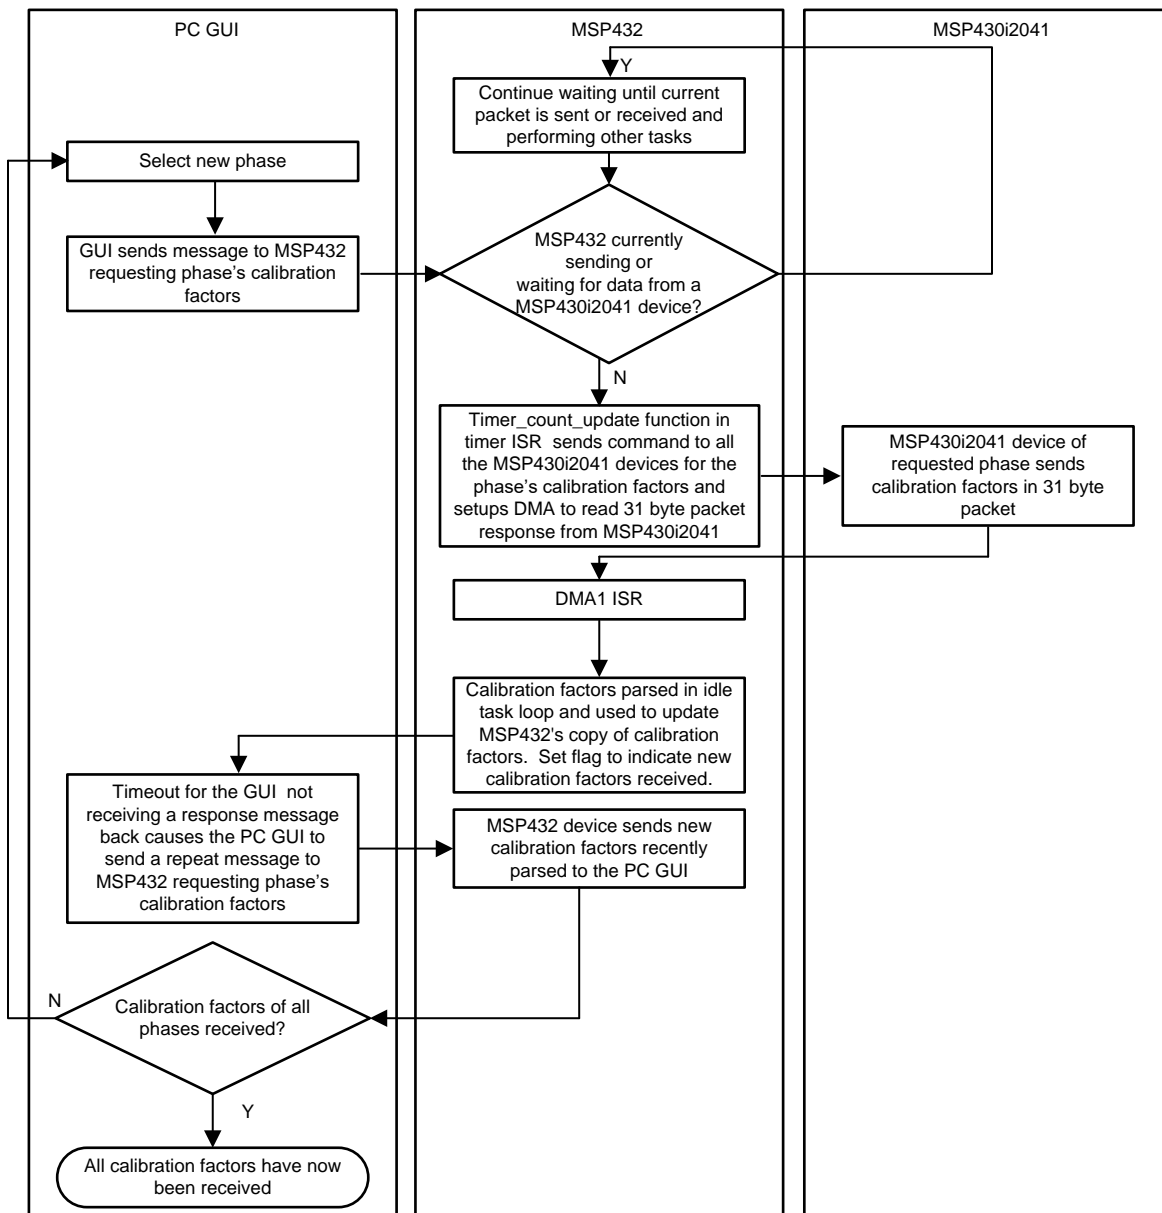 PC GUI
MSP432
MSP430i2041
Y
Continue waiting until current
packet is sent or received and
performing other tasks
Select new phase
GUI sends message to MSP432
requesting phase's calibration
factors
MSP432 currently
sending or
waiting for data from a
MSP430i2041 device?
N
Timer_count_update function in
timer ISR sends command to all
the MSP430i2041 devices for the
phase's calibration factors and
setups DMA to read 31 byte packet
response from MSP430i2041
MSP430i2041 device of
requested phase sends
calibration factors in 31 byte
packet
DMA1 ISR
Calibration factors parsed in idle
task loop and used to update
MSP432's copy of calibration
factors. Set flag to indicate new
calibration factors received.
Timeout for the GUI not
receiving a response message
back causes the PC GUI to
send a repeat message to
MSP432 requesting phase's
calibration factors
MSP432 device sends new
calibration factors recently
parsed to the PC GUI
N
Calibration factors of all
phases received?
Y
All calibration factors have now
been received